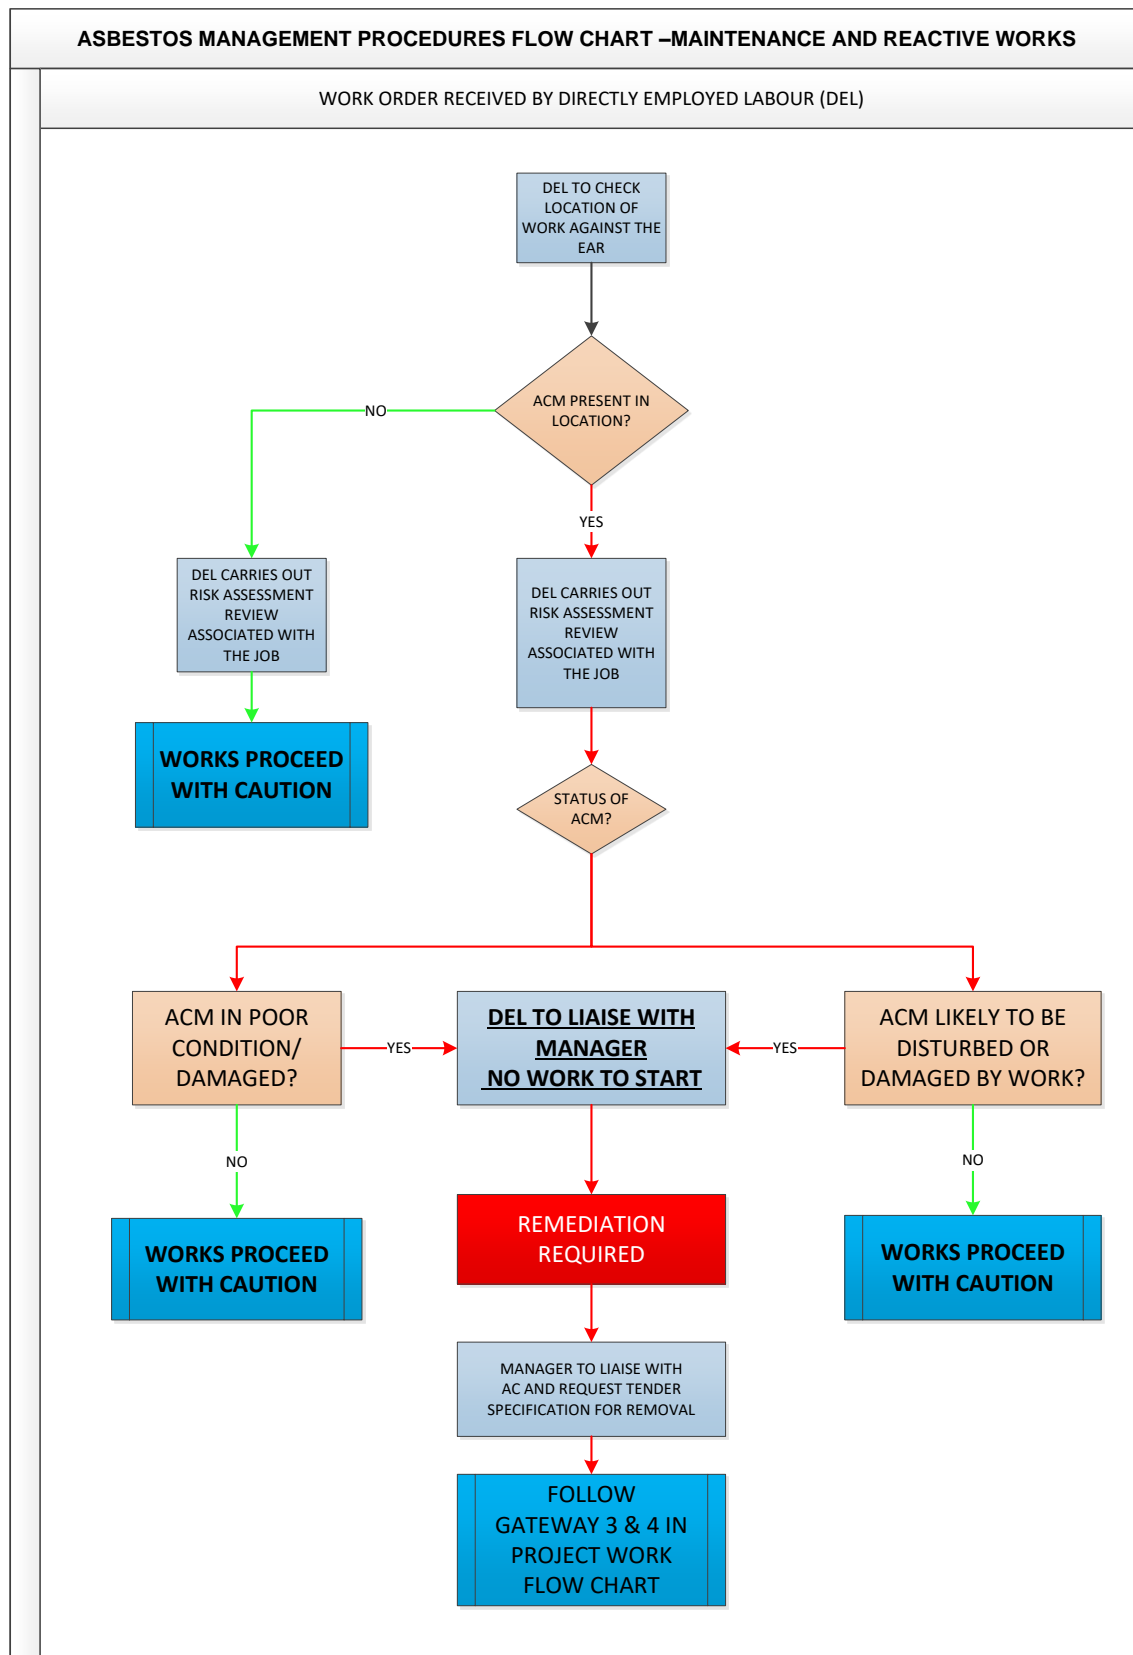 ASBESTOS MANAGEMENT PROCEDURES FLOW CHART –MAINTENANCE AND REACTIVE WORKS
WORK ORDER RECEIVED BY DIRECTLY EMPLOYED LABOUR (DEL)
DEL TO CHECK
LOCATION OF
WORK AGAINST THE
EAR
ACM PRESENT IN
LOCATION?
NO
YES
DEL CARRIES OUT
RISK ASSESSMENT
REVIEW
ASSOCIATED WITH
THE JOB
DEL CARRIES OUT
RISK ASSESSMENT
REVIEW
ASSOCIATED WITH
THE JOB
WORKS PROCEED
WITH CAUTION
STATUS OF
ACM?
ACM IN POOR
CONDITION/
DAMAGED?
YES
DEL TO LIAISE WITH
MANAGER
NO WORK TO START
YES
ACM LIKELY TO BE
DISTURBED OR
DAMAGED BY WORK?
NO
NO
WORKS PROCEED
WITH CAUTION
REMEDIATION
REQUIRED
WORKS PROCEED
WITH CAUTION
MANAGER TO LIAISE WITH
AC AND REQUEST TENDER
SPECIFICATION FOR REMOVAL
FOLLOW
GATEWAY 3 & 4 IN
PROJECT WORK
FLOW CHART